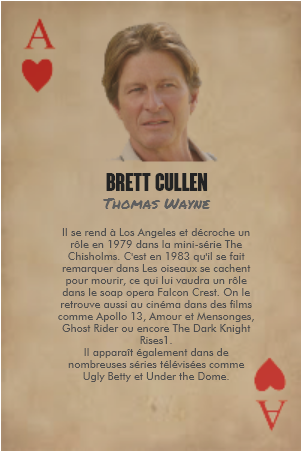 A
BRETT CULLEN
Thomas Wayne
Il se rend à Los Angeles et décroche un
rôle en 1979 dans la mini-série The
Chisholms. C'est en 1983 qu'il se fait
remarquer dans Les oiseaux se cachent
pour mourir, ce qui lui vaudra un rôle
dans le soap opera Falcon Crest. On le
retrouve aussi au cinéma dans des films
comme Apollo 13, Amour et Mensonges,
Ghost Rider ou encore The Dark Knight
Rises1.
Il apparaît également dans de
nombreuses séries télévisées comme
Ugly Betty et Under the Dome.
A